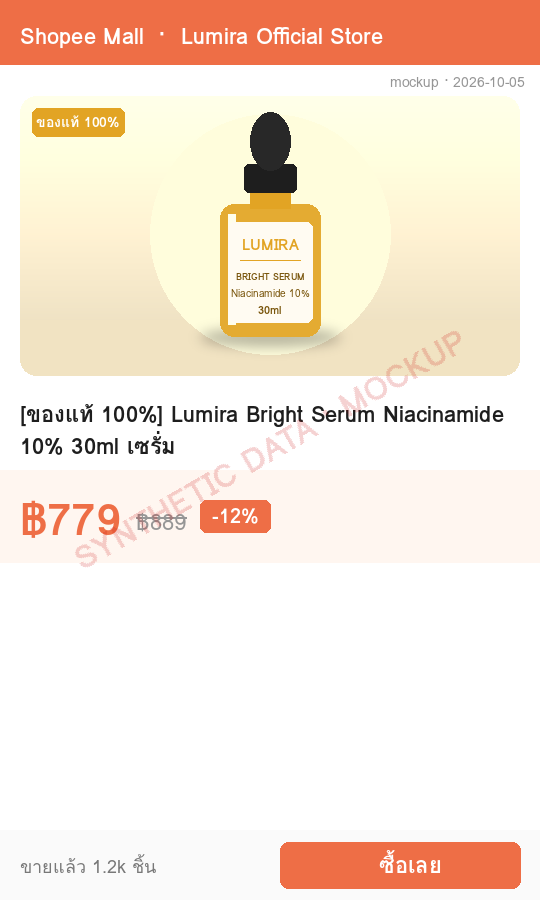 Shopee Mall · Lumira Official Store
mockup · 2026-10-05
ของแท้ 100%
LUMIRA
BRIGHT SERUM
Niacinamide 10%
30ml
[ของแท้ 100%] Lumira Bright Serum Niacinamide
10% 30ml เซรั่ม
SYNTHETIC DATA · MOCKUP
฿779 ฿889 -12%
ขายแล้ว 1.2k ชิ้น
ซื้อเลย